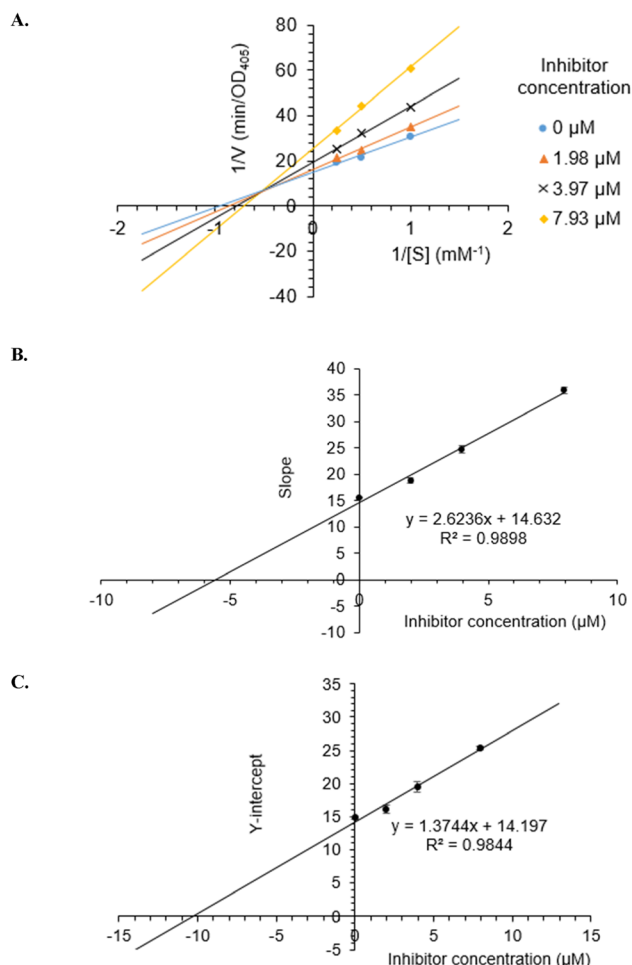 A.
1/V (min/OD₄₀₅)
80
60
40
20
0
-20
-40
-2
-1
0
1
2
1/[S] (mM⁻¹)
Inhibitor
concentration
0 µM
1.98 µM
3.97 µM
7.93 µM
B.
Slope
40
35
30
25
20
15
10
5
0
-5
-10
-10
-5
0
5
10
y = 2.6236x + 14.632
R² = 0.9898
Inhibitor concentration (µM)
C.
Y-intercept
35
30
25
20
15
10
5
0
-5
-15
-10
-5
0
5
10
15
y = 1.3744x + 14.197
R² = 0.9844
Inhibitor concentration (µM)